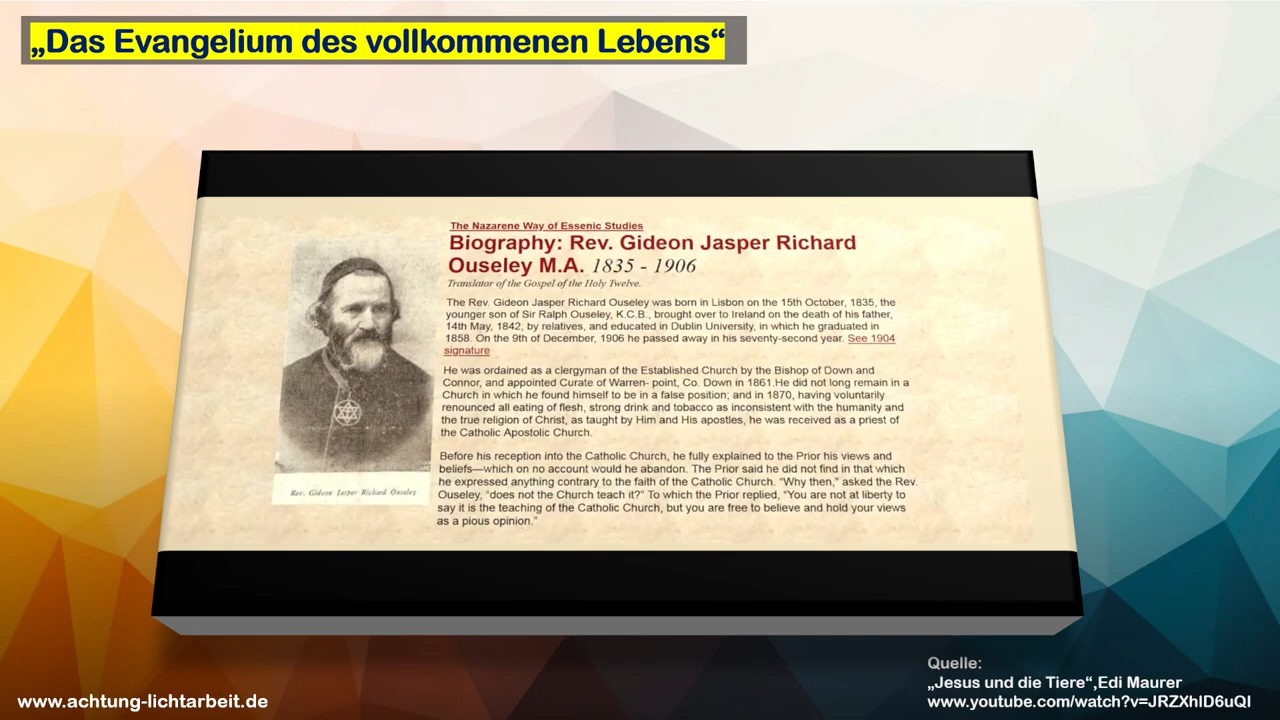 „Das Evangelium des vollkommenen Lebens“
The Nazarene Way of Essenic Studies
Biography: Rev. Gideon Jasper Richard
Ouseley M.A. 1835 - 1906
Translator of the Gospel of the Holy Twelve.
The Rev. Gideon Jasper Richard Ouseley was born in Lisbon on the 15th October, 1835, the
younger son of Sir Ralph Ouseley, K.C.B., brought over to Ireland on the death of his father,
14th May, 1842, by relatives, and educated in Dublin University, in which he graduated in
1858. On the 9th of December, 1906 he passed away in his seventy-second year. See 1904
signature
He was ordained as a clergyman of the Established Church by the Bishop of Down and
Connor, and appointed Curate of Warren- point, Co. Down in 1861.He did not long remain in a
Church in which he found himself to be in a false position; and in 1870, having voluntarily
renounced all eating of flesh, strong drink and tobacco as inconsistent with the humanity and
the true religion of Christ, as taught by Him and His apostles, he was received as a priest of
the Catholic Apostolic Church.
Before his reception into the Catholic Church, he fully explained to the Prior his views and
beliefs—which on no account would he abandon. The Prior said he did not find in that which
he expressed anything contrary to the faith of the Catholic Church. “Why then,” asked the Rev.
Ouseley, “does not the Church teach it?” To which the Prior replied, “You are not at liberty to
say it is the teaching of the Catholic Church, but you are free to believe and hold your views
as a pious opinion.”
Rev. Gideon Jasper Richard Ouseley
Quelle:
„Jesus und die Tiere“,Edi Maurer
www.youtube.com/watch?v=JRZXhlD6uQI
www.achtung-lichtarbeit.de